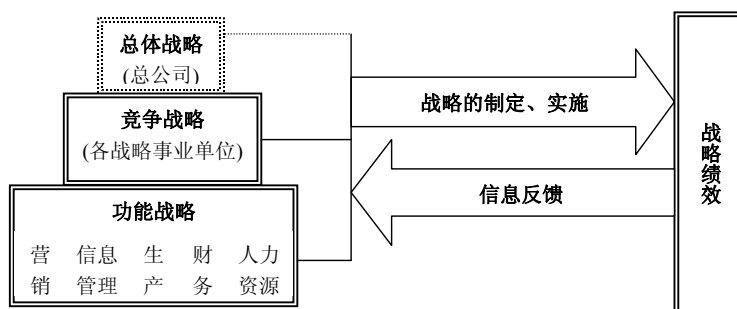 总体战略
(总公司)
竞争战略
(各战略事业单位)
功能战略
营 信息 生 财 人力
销 管理 产 务 资源
战略的制定、实施
信息反馈
战略绩效